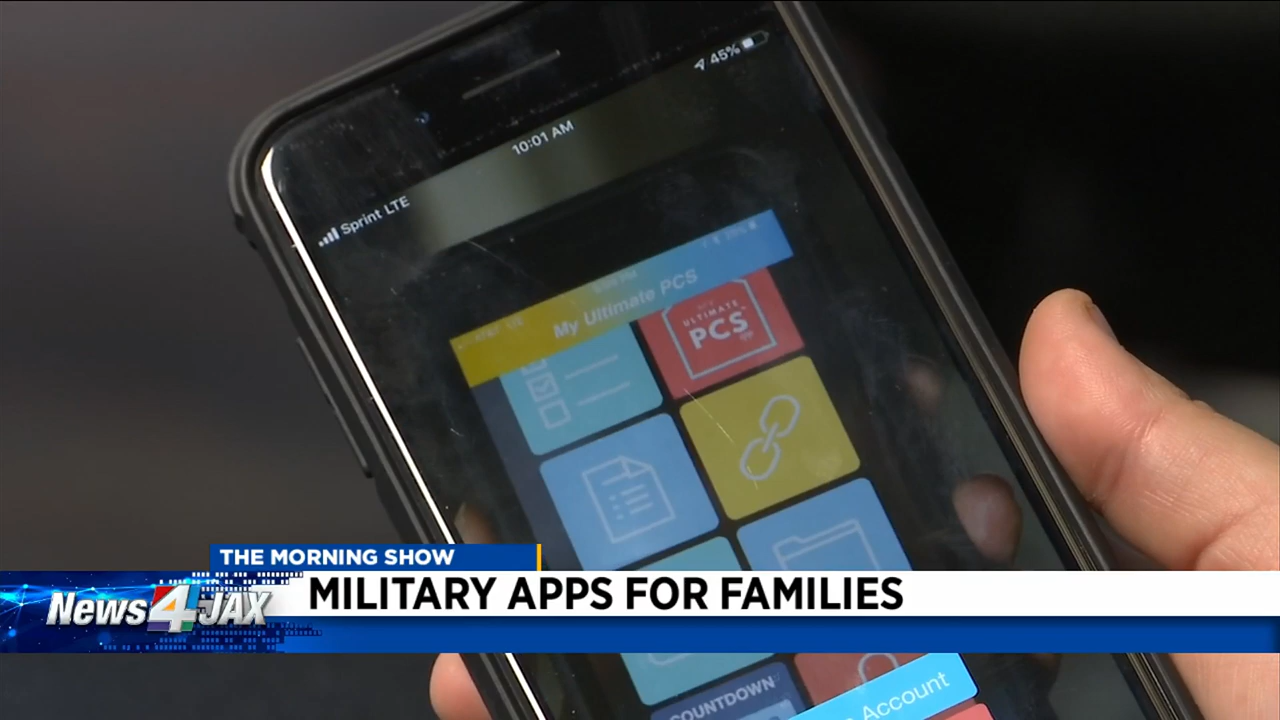 45%
10:01 AM
Sprint LTE
My Ultimate PCS
ULTIMATE
PCS
COUNTDOWN
Account
THE MORNING SHOW
MILITARY APPS FOR FAMILIES
News4JAX